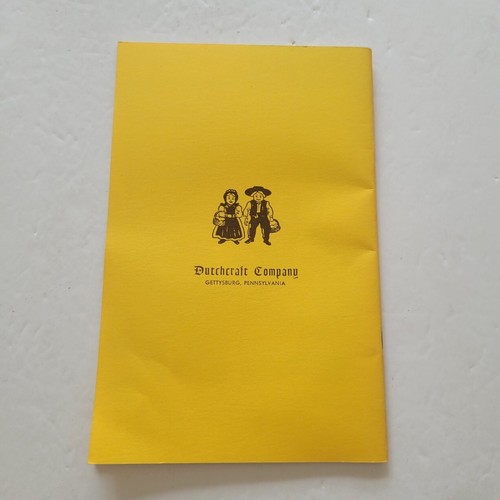 Dutchcraft Company
GETTYSBURG, PENNSYLVANIA